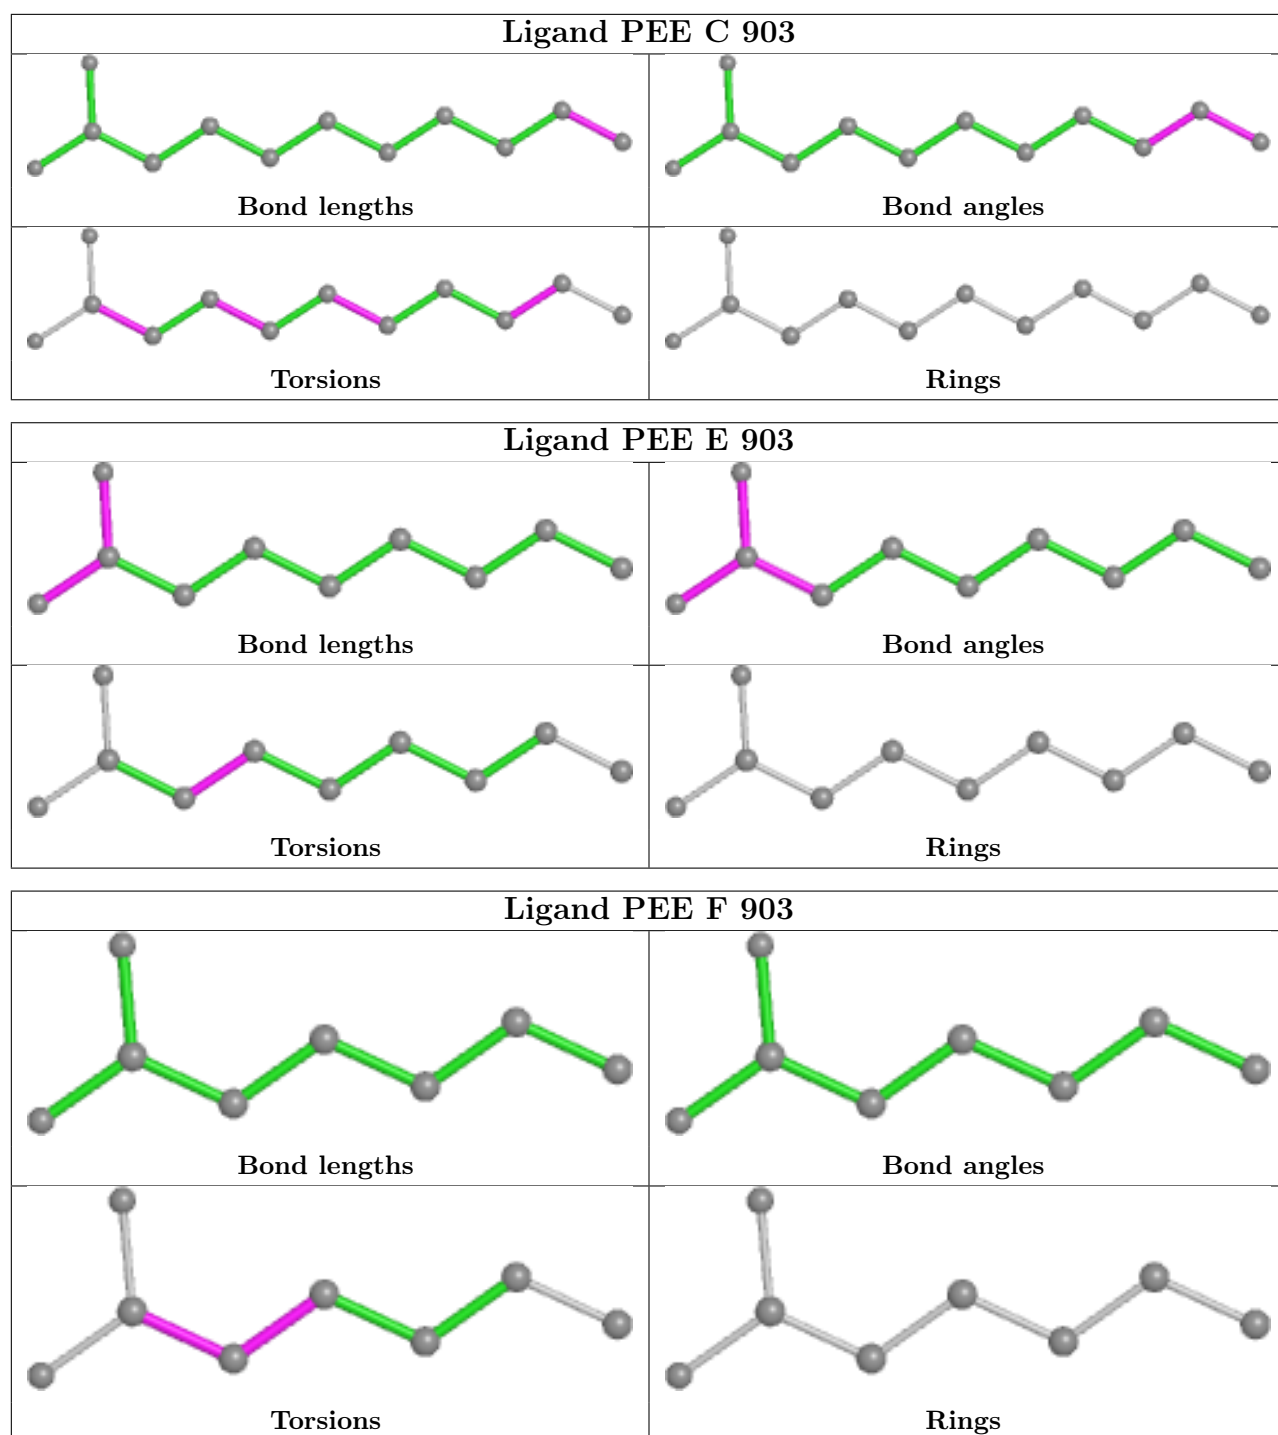 Ligand PEE C 903
Bond lengths
Bond angles
Torsions
Rings
Ligand PEE E 903
Bond lengths
Bond angles
Torsions
Rings
Ligand PEE F 903
Bond lengths
Bond angles
Torsions
Rings